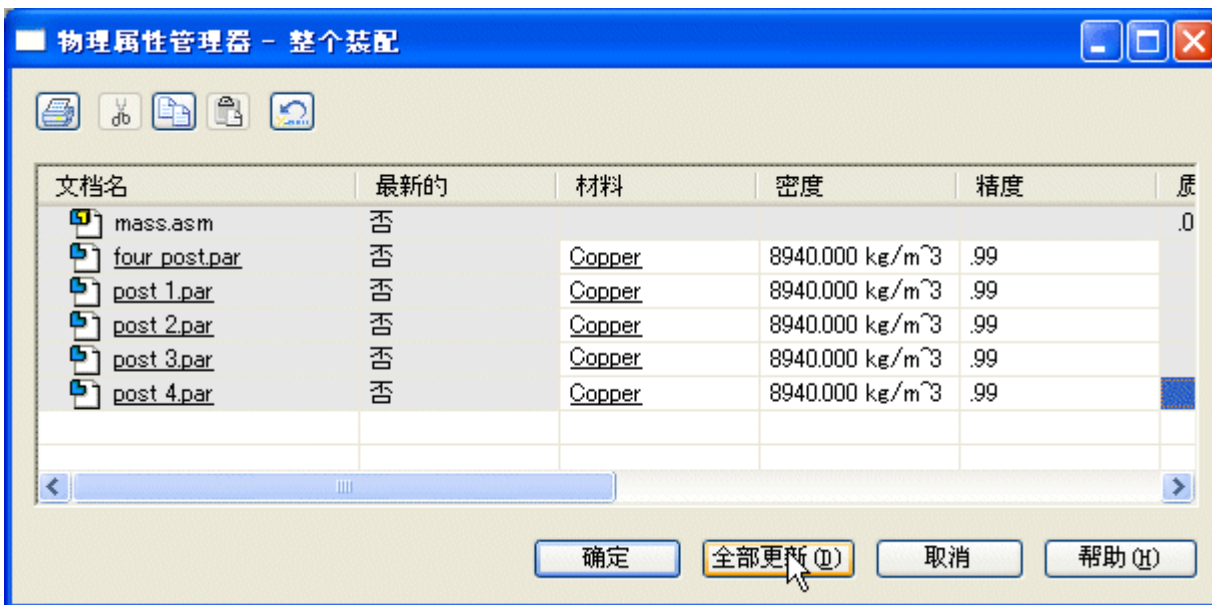 物理属性管理器 - 整个装配
文档名 最新的 材料 密度 精度 质
mass.asm 否 .0
four post.par 否 Copper 8940.000 kg/m^3 .99
post 1.par 否 Copper 8940.000 kg/m^3 .99
post 2.par 否 Copper 8940.000 kg/m^3 .99
post 3.par 否 Copper 8940.000 kg/m^3 .99
post 4.par 否 Copper 8940.000 kg/m^3 .99
确定 全部更新(D) 取消 帮助(H)